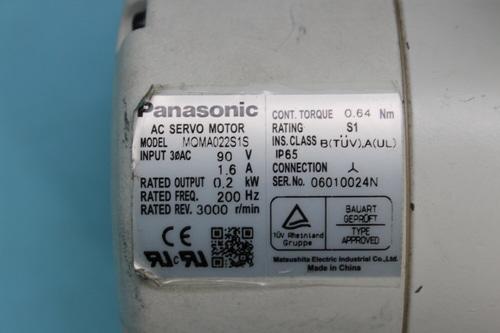 Panasonic
AC SERVO MOTOR
MODEL MQMA022S1S
INPUT 3ØAC 90 V
1.6 A
RATED OUTPUT 0.2 kW
RATED FREQ. 200 Hz
RATED REV. 3000 r/min
CONT. TORQUE 0.64 Nm
RATING S1
INS. CLASS B(TÜV),A(UL)
IP65
CONNECTION
SER.No. 06010024N
CE
TÜV Rheinland
Gruppe
BAUART
GEPRÜFT
TYPE
APPROVED
Matsushita Electric Industrial Co.,Ltd.
Made in China